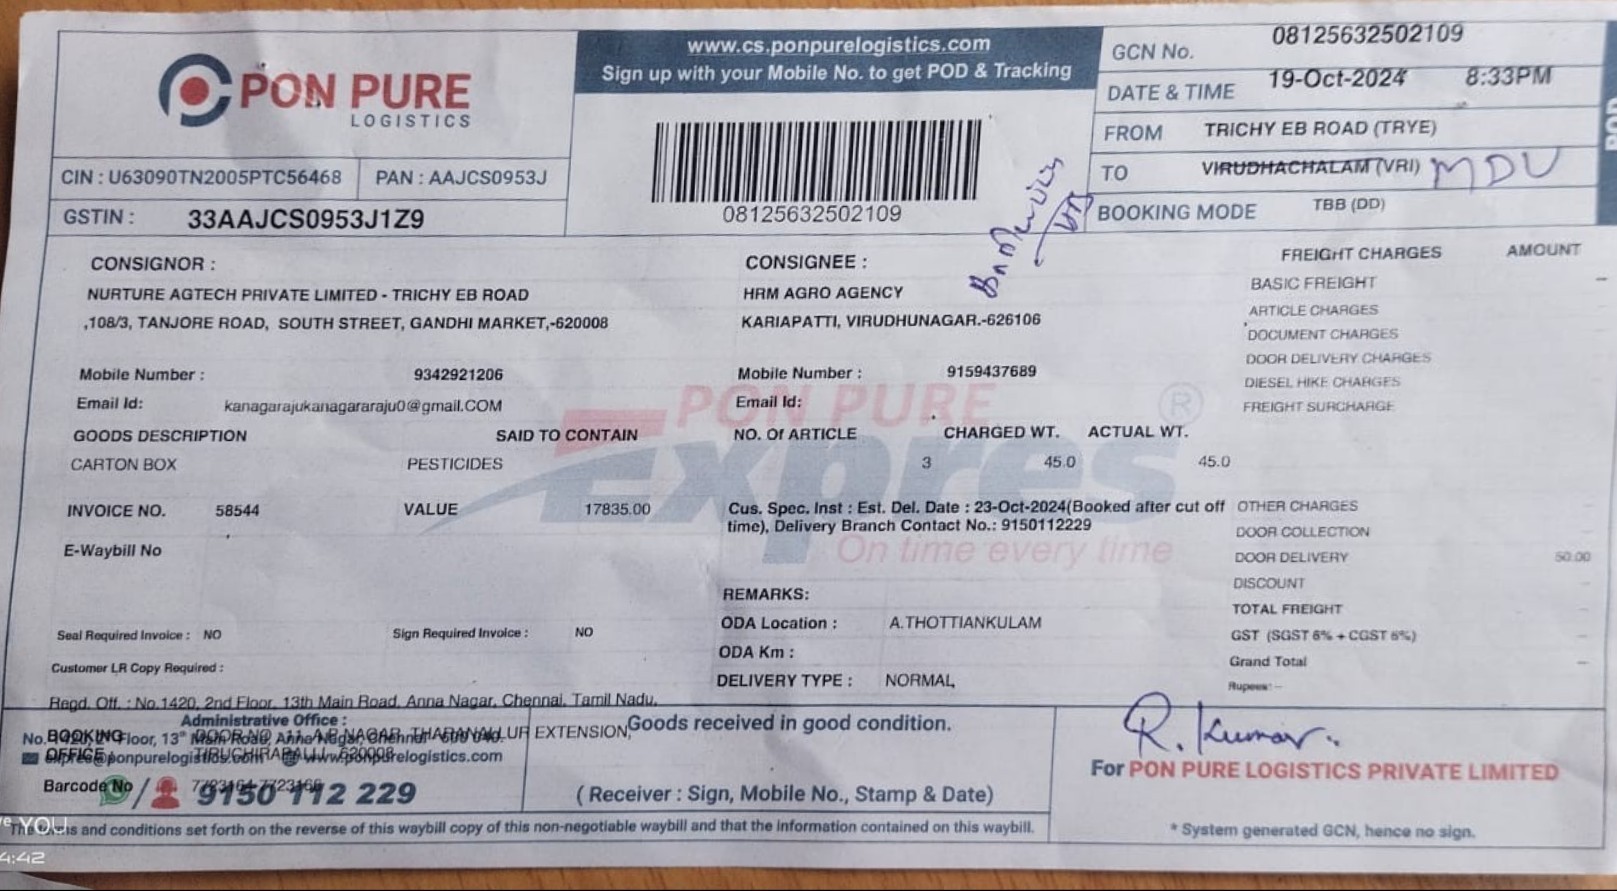 PON PURE
LOGISTICS
CIN : U63090TN2005PTC56468 PAN : AAJCS0953J
GSTIN : 33AAJCS0953J1Z9
www.cs.ponpurelogistics.com
Sign up with your Mobile No. to get POD & Tracking
08125632502109
GCN No. 08125632502109
DATE & TIME 19-Oct-2024 8:33PM
FROM TRICHY EB ROAD (TRYE)
TO VIRUDHACHALAM (VRI) MDU
BOOKING MODE TBB (DD)
POD
CONSIGNOR :
NURTURE AGTECH PRIVATE LIMITED - TRICHY EB ROAD
,108/3, TANJORE ROAD, SOUTH STREET, GANDHI MARKET,-620008
Mobile Number : 9342921206
Email Id: kanagarajukanagararaju0@gmail.COM
CONSIGNEE :
HRM AGRO AGENCY
KARIAPATTI, VIRUDHUNAGAR.-626106
Mobile Number : 9159437689
Email Id:
FREIGHT CHARGES AMOUNT
BASIC FREIGHT
ARTICLE CHARGES
DOCUMENT CHARGES
DOOR DELIVERY CHARGES
DIESEL HIKE CHARGES
FREIGHT SURCHARGE
PON PURE
Expres
On time every time
GOODS DESCRIPTION SAID TO CONTAIN NO. Of ARTICLE CHARGED WT. ACTUAL WT.
CARTON BOX PESTICIDES 3 45.0 45.0
INVOICE NO. 58544 VALUE 17835.00
E-Waybill No
Cus. Spec. Inst : Est. Del. Date : 23-Oct-2024(Booked after cut off
time), Delivery Branch Contact No.: 9150112229
OTHER CHARGES
DOOR COLLECTION
DOOR DELIVERY 50.00
DISCOUNT
TOTAL FREIGHT
GST (SGST 6% + CGST 6%)
Grand Total
Rupees: --
REMARKS:
ODA Location : A.THOTTIANKULAM
ODA Km :
DELIVERY TYPE : NORMAL
Seal Required Invoice : NO Sign Required Invoice : NO
Customer LR Copy Required :
Regd. Off. : No.1420, 2nd Floor, 13th Main Road, Anna Nagar, Chennai, Tamil Nadu,
Administrative Office :
BOOKING
OFFICE
EXTENSION,
www.ponpurelogistics.com
Barcode No
9150 112 229
Goods received in good condition.
( Receiver : Sign, Mobile No., Stamp & Date)
R. Kumar
For PON PURE LOGISTICS PRIVATE LIMITED
* System generated GCN, hence no sign.
and conditions set forth on the reverse of this waybill copy of this non-negotiable waybill and that the information contained on this waybill.
YOU
4:42